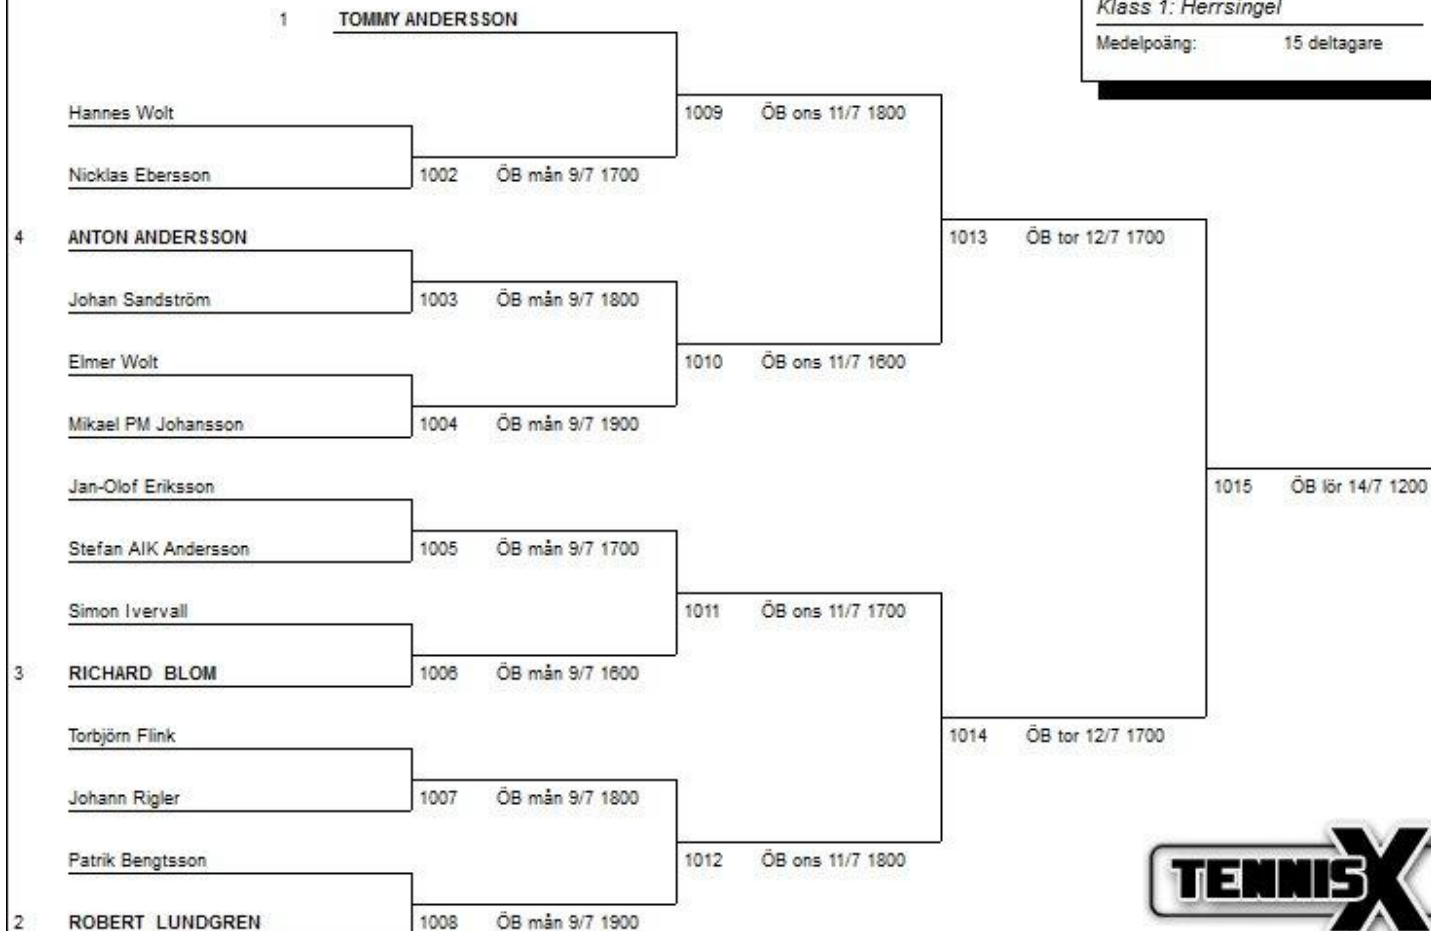 Klass 1: Herrsingel
1 TOMMY ANDERSSON
Medelpoäng: 15 deltagare
Hannes Wolt
1009 ÖB ons 11/7 1800
Nicklas Ebersson
1002 ÖB mån 9/7 1700
4 ANTON ANDERSSON
1013 ÖB tor 12/7 1700
Johan Sandström
1003 ÖB mån 9/7 1800
Elmer Wolt
1010 ÖB ons 11/7 1600
Mikael PM Johansson
1004 ÖB mån 9/7 1900
Jan-Olof Eriksson
1015 ÖB lör 14/7 1200
Stefan AIK Andersson
1005 ÖB mån 9/7 1700
Simon Ivervall
1011 ÖB ons 11/7 1700
3 RICHARD BLOM
1006 ÖB mån 9/7 1600
Torbjörn Flink
1014 ÖB tor 12/7 1700
Johann Rigler
1007 ÖB mån 9/7 1800
Patrik Bengtsson
1012 ÖB ons 11/7 1800
TENNIS X
2 ROBERT LUNDGREN
1008 ÖB mån 9/7 1900